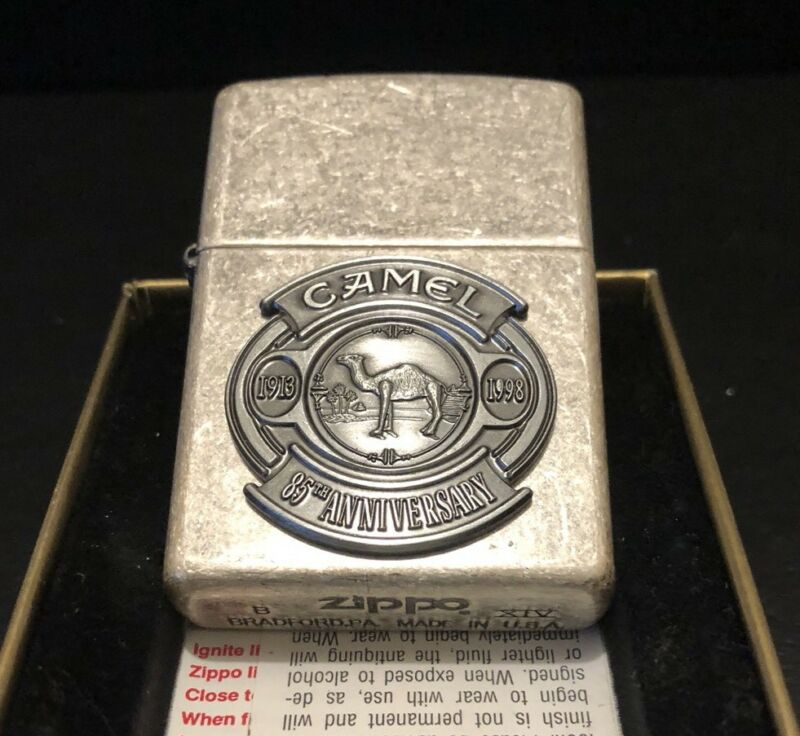 CAMEL
1913 1998
85TH ANNIVERSARY
B zippo XIV
BRADFORD,PA. MADE IN U.S.A.
Ignite li
Zippo li
Close t
When f
finish is not permanent and will
begin to wear with use, as de-
signed. When exposed to alcohol
or lighter fluid, the antiquing will
immediately begin to wear. When